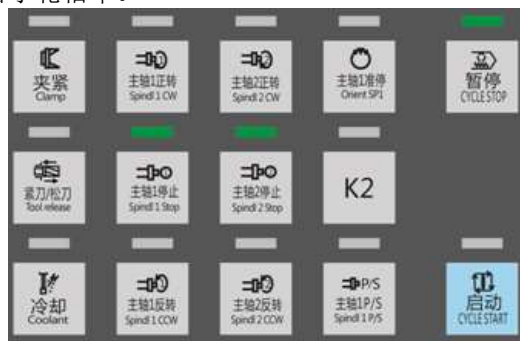 夹紧
Clamp
主轴1正转
Spindl 1 CW
主轴2正转
Spindl 2 CW
主轴1准停
Orient SP1
暂停
CYCLE STOP
紧刀/松刀
Tool release
主轴1停止
Spindl 1 Stop
主轴2停止
Spindl 2 Stop
K2
冷却
Coolant
主轴1反转
Spindl 1 CCW
主轴2反转
Spindl 2 CCW
P/S
主轴1P/S
Spindl 1 P/S
启动
CYCLE START